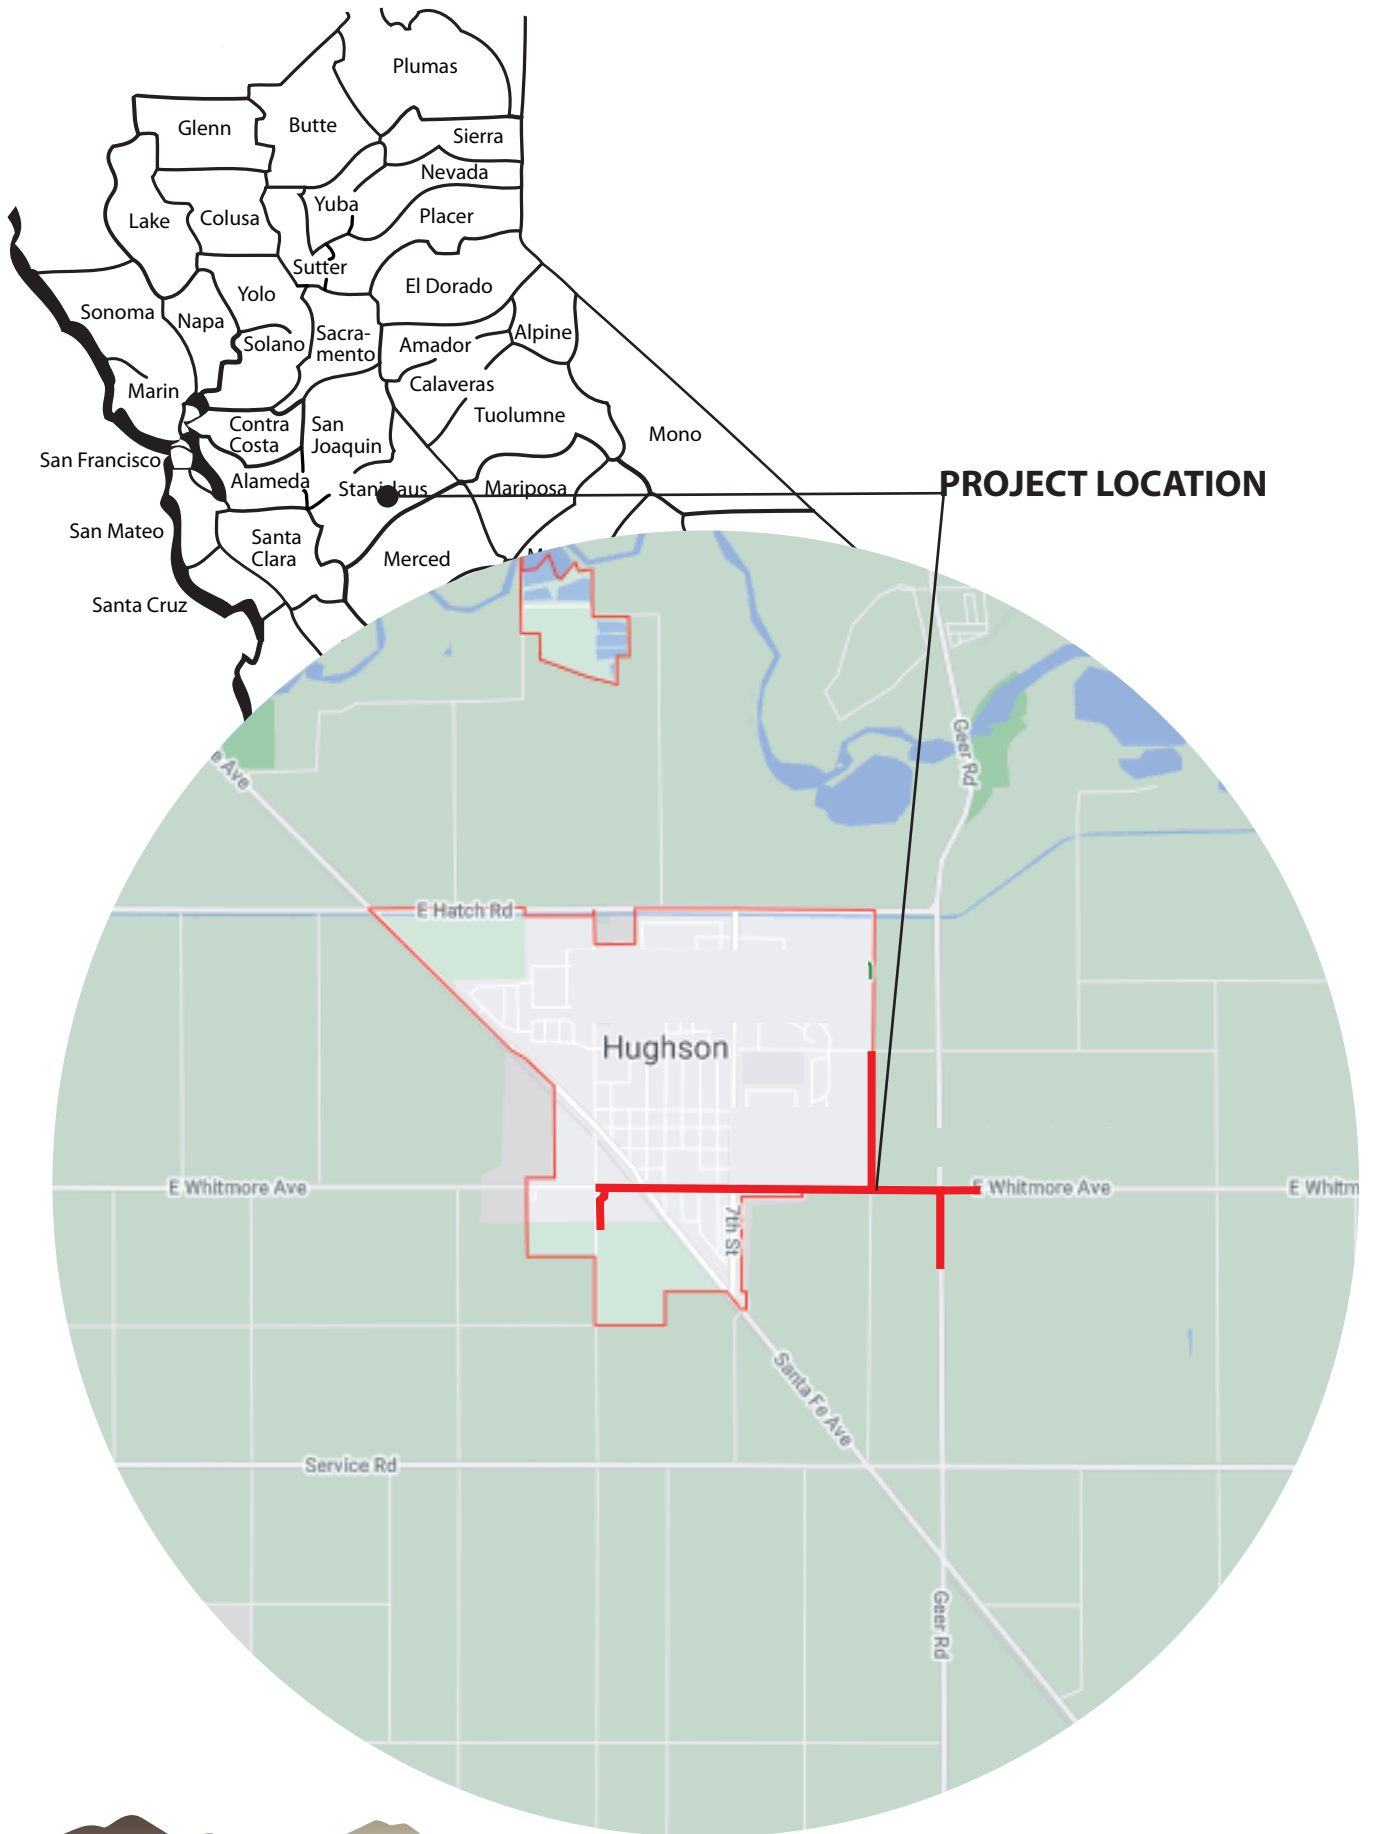 Plumas
Glenn
Butte
Sierra
Nevada
Yuba
Lake
Colusa
Placer
Sutter
El Dorado
Yolo
Sonoma
Napa
Solano
Sacra-
mento
Amador
Alpine
Calaveras
Marin
Tuolumne
Contra
Costa
San
Joaquin
Mono
San Francisco
Alameda
Stanislaus
Mariposa
PROJECT LOCATION
San Mateo
Santa
Clara
Merced
Santa Cruz
Geer Rd
e Ave
E Hatch Rd
Hughson
E Whitmore Ave
E Whitmore Ave
E Whitm
7th St
Santa Fe Ave
Service Rd
Geer Rd